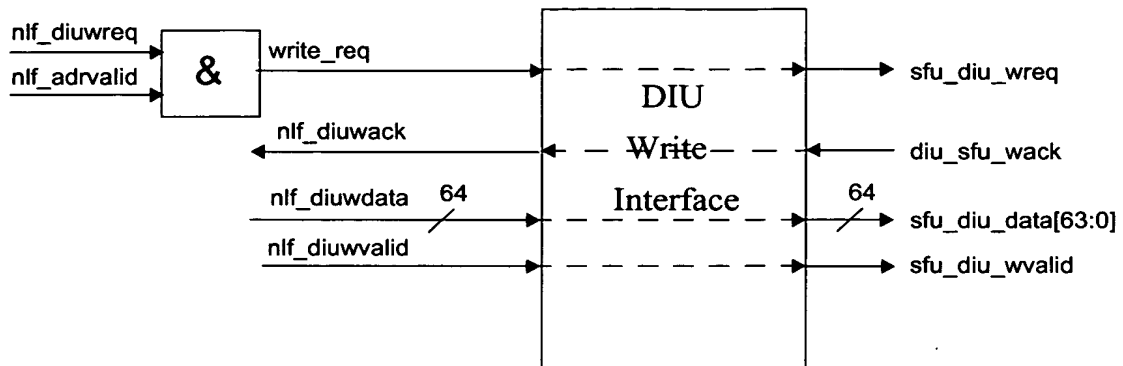 nlf_diuwreq
nlf_adrvalid
&
write_req
sfu_diu_wreq
DIU
Write
Interface
nlf_diuwack
diu_sfu_wack
nlf_diuwdata
64
64
sfu_diu_data[63:0]
nlf_diuwvalid
sfu_diu_wvalid